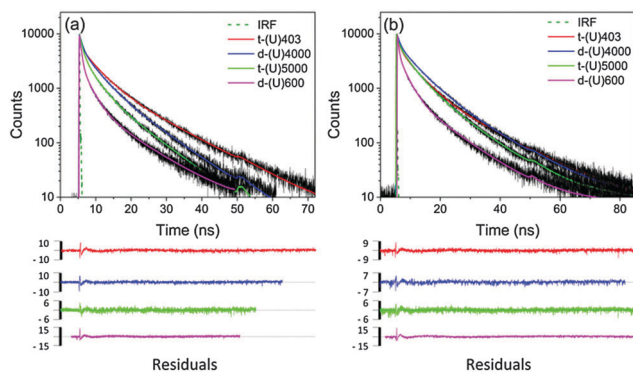 (a)
IRF
t-(U)403
d-(U)4000
t-(U)5000
d-(U)600
Counts
10000
1000
100
10
0 10 20 30 40 50 60 70
Time (ns)
10
-10
10
-10
6
-6
15
-15
Residuals
(b)
IRF
t-(U)403
d-(U)4000
t-(U)5000
d-(U)600
Counts
10000
1000
100
10
0 20 40 60 80
Time (ns)
9
-9
7
-7
6
-6
15
-15
Residuals